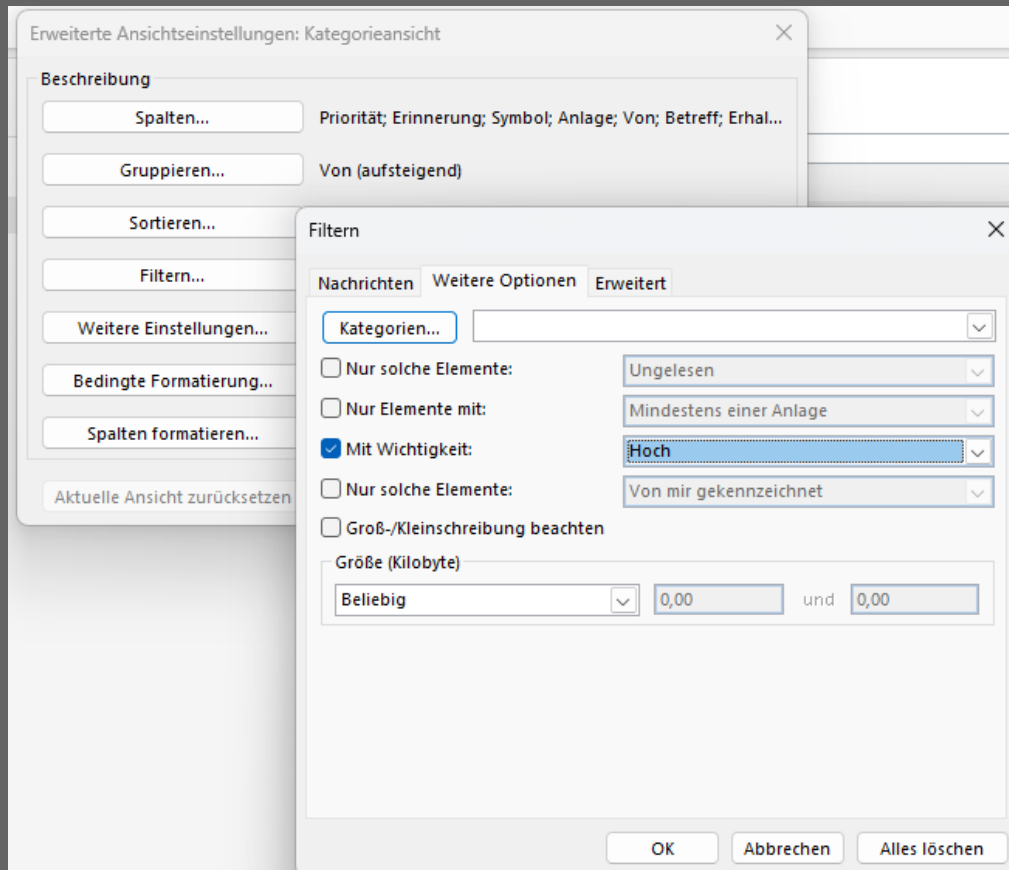 Erweiterte Ansichtseinstellungen: Kategorieansicht
Beschreibung
Spalten... Priorität; Erinnerung; Symbol; Anlage; Von; Betreff; Erhal...
Gruppieren... Von (aufsteigend)
Sortieren...
Filtern...
Weitere Einstellungen...
Bedingte Formatierung...
Spalten formatieren...
Aktuelle Ansicht zurücksetzen
Filtern
Nachrichten Weitere Optionen Erweitert
Kategorien...
Nur solche Elemente: Ungelesen
Nur Elemente mit: Mindestens einer Anlage
Mit Wichtigkeit: Hoch
Nur solche Elemente: Von mir gekennzeichnet
Groß-/Kleinschreibung beachten
Größe (Kilobyte)
Beliebig 0,00 und 0,00
OK Abbrechen Alles löschen